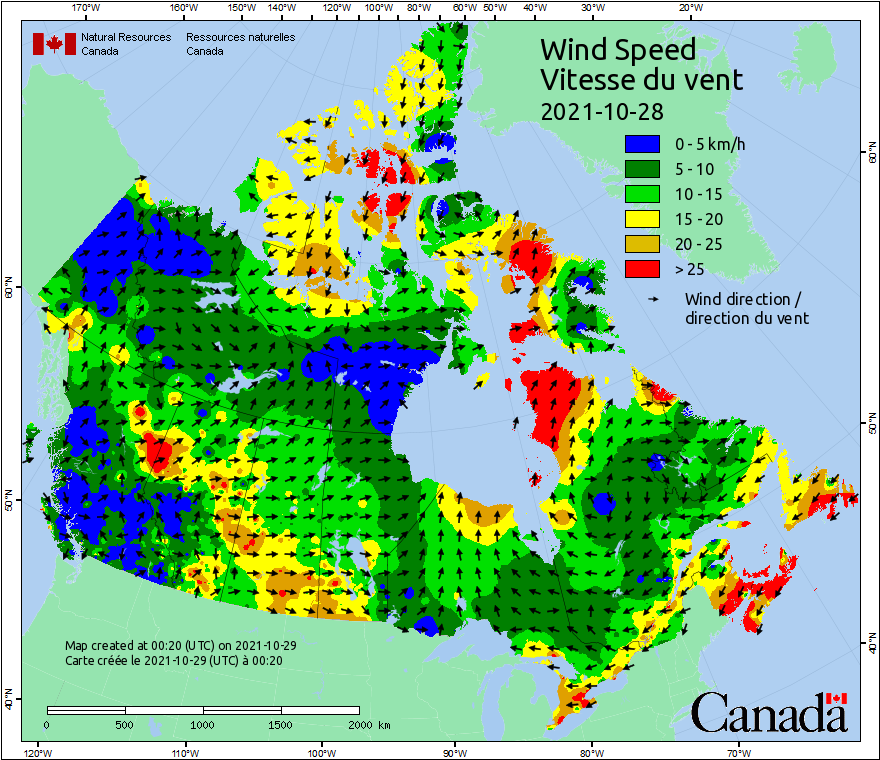 170°W 160°W 150°W 140°W 130°W 120°W 110°W 100°W 90°W 80°W 70°W 60°W 50°W 40°W 30°W 20°W
Natural Resources Ressources naturelles
Canada Canada
Wind Speed
Vitesse du vent
2021-10-28
0 - 5 km/h
5 - 10
10 - 15
15 - 20
20 - 25
> 25
Wind direction /
direction du vent
60°N
60°N
50°N
50°N
40°N
40°N
Map created at 00:20 (UTC) on 2021-10-29
Carte créée le 2021-10-29 (UTC) à 00:20
0 500 1000 1500 2000 km
Canada
120°W 110°W 100°W 90°W 80°W 70°W